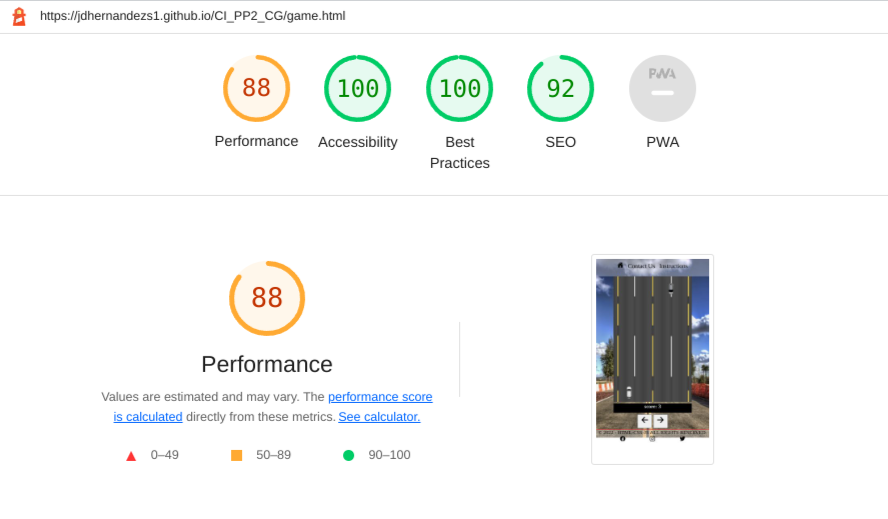 https://jdhernandezs1.github.io/CI_PP2_CG/game.html
88
100
100
92
PWA
Performance
Accessibility
Best
Practices
SEO
PWA
88
Performance
Values are estimated and may vary. The performance score
is calculated directly from these metrics. See calculator.
0–49
50–89
90–100
Contact Us Instructions
score: 3